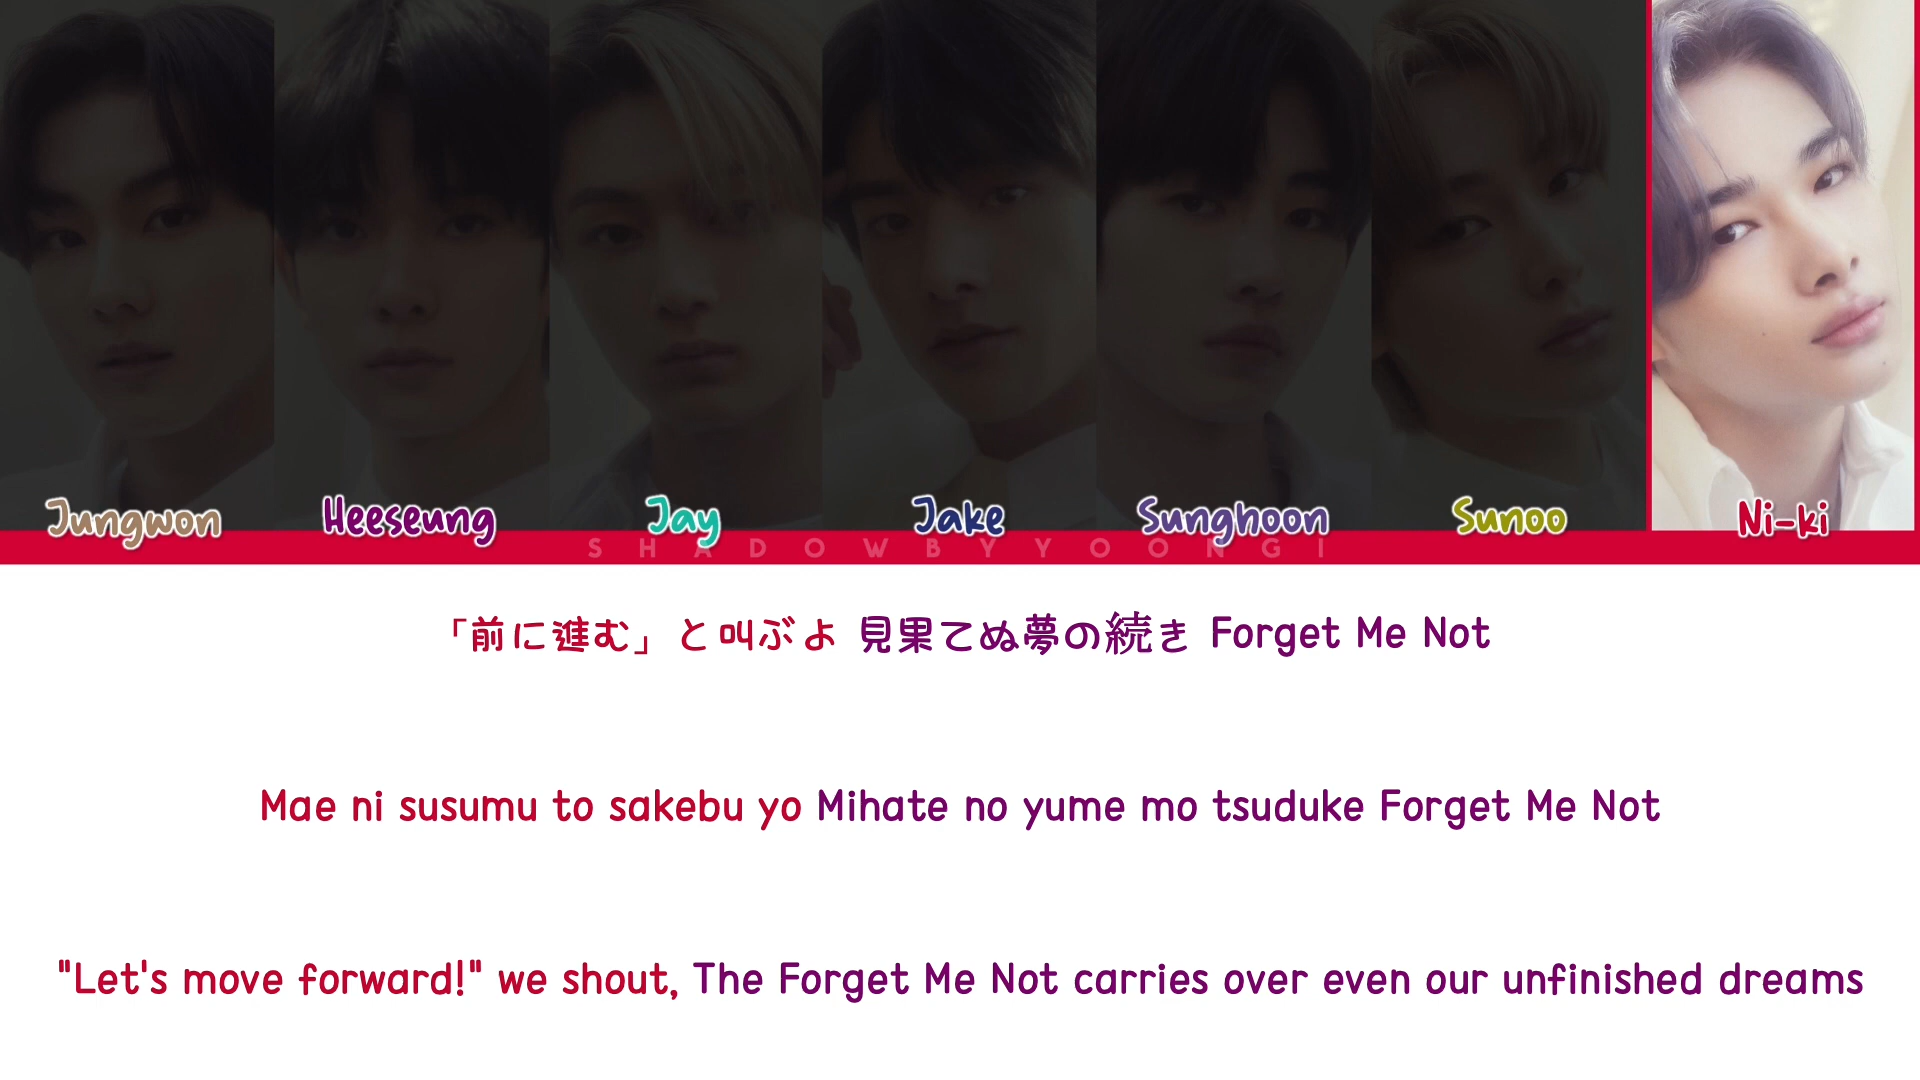 Jungwon Heeseung Jay Jake Sunghoon Sunoo Ni-ki
SHADOWBYYOONGI
「前に進む」と叫ぶよ 見果てぬ夢の続き Forget Me Not
Mae ni susumu to sakebu yo Mihate no yume mo tsuduke Forget Me Not
"Let's move forward!" we shout, The Forget Me Not carries over even our unfinished dreams